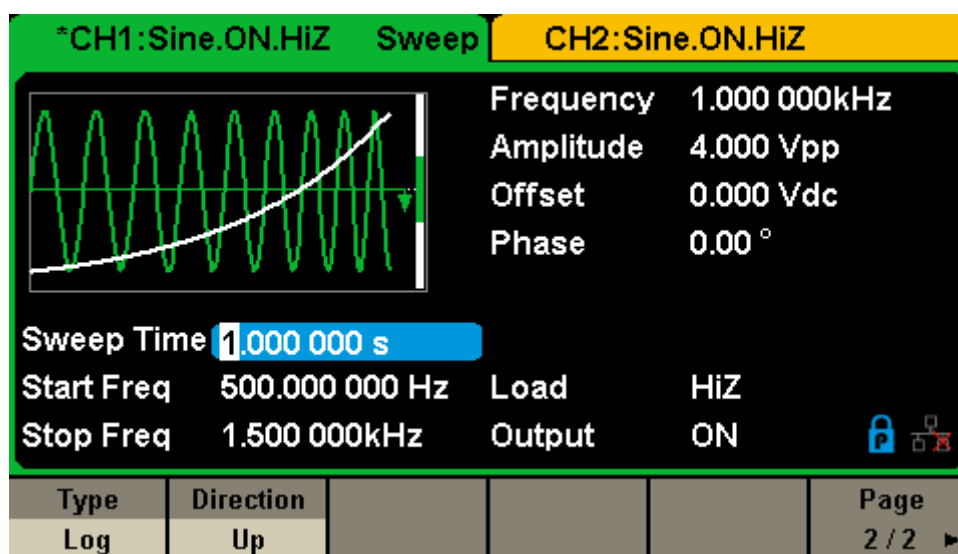 *CH1:Sine.ON.HiZ Sweep CH2:Sine.ON.HiZ
Frequency 1.000 000kHz
Amplitude 4.000 Vpp
Offset 0.000 Vdc
Phase 0.00 °
Sweep Time 1.000 000 s
Start Freq 500.000 000 Hz Load HiZ
Stop Freq 1.500 000kHz Output ON P
Type Direction Page
Log Up 2/2 ►